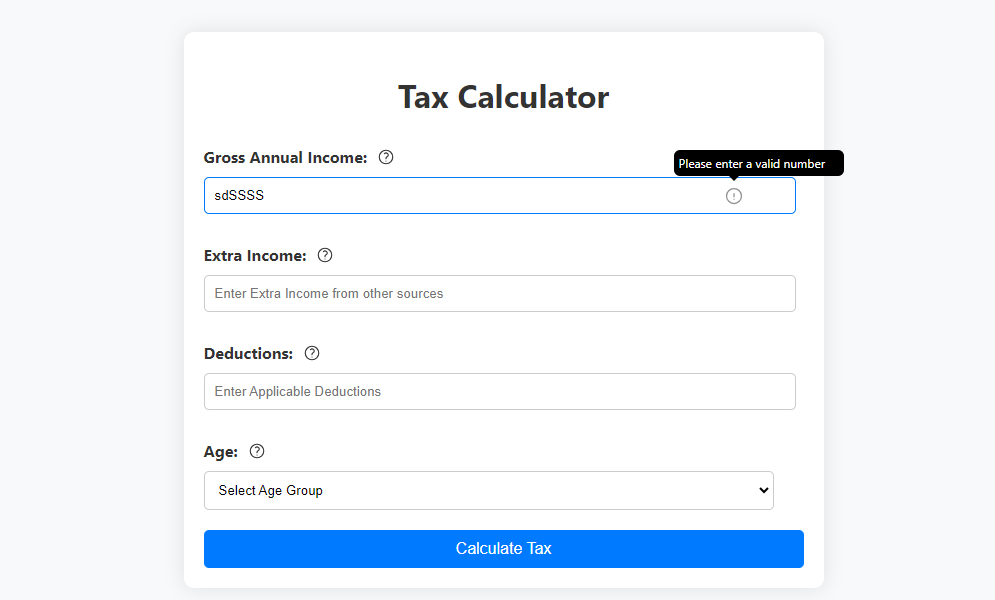 Tax Calculator
Gross Annual Income: ?
Please enter a valid number
sdSSSS !
Extra Income: ?
Enter Extra Income from other sources
Deductions: ?
Enter Applicable Deductions
Age: ?
Select Age Group
Calculate Tax